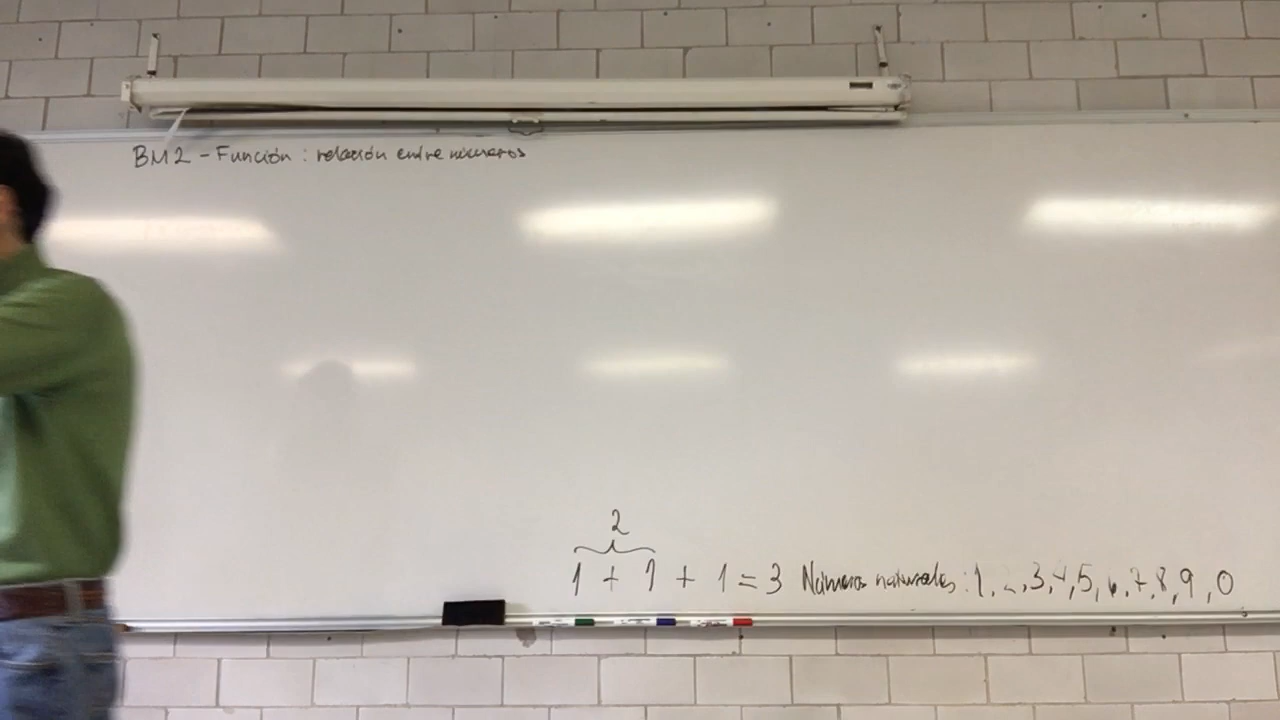 BM2 - Función : relación entre números
2
1 + 1 + 1 = 3 Números naturales : 1, 2, 3, 4, 5, 6, 7, 8, 9, 0